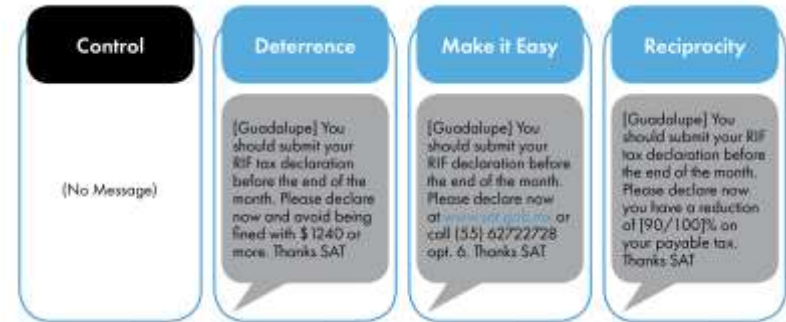 Control
(No Message)
Deterrence
[Guadalupe] You
should submit your
RIF tax declaration
before the end of the
month. Please declare
now and avoid being
fined with $1240 or
more. Thanks SAT
Make it Easy
[Guadalupe] You
should submit your
RIF declaration before
the end of the month.
Please declare now
at www.sat.gob.mx or
call (55) 62722728
opt. 6. Thanks SAT
Reciprocity
[Guadalupe] You
should submit your RIF
tax declaration before
the end of the month.
Please declare now
you have a reduction
of [90/100]% on
your payable tax.
Thanks SAT